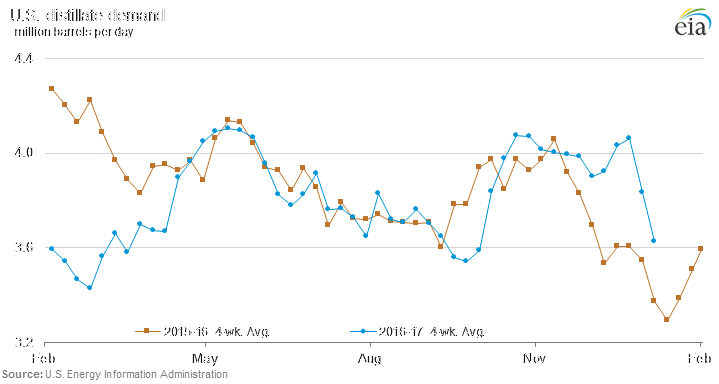 U.S. distillate demand
million barrels per day
eia
4.4
4.0
3.6
3.2
2015-16 4-wk. Avg.
2016-17 4-wk. Avg.
Feb May Aug Nov Feb
Source: U.S. Energy Information Administration